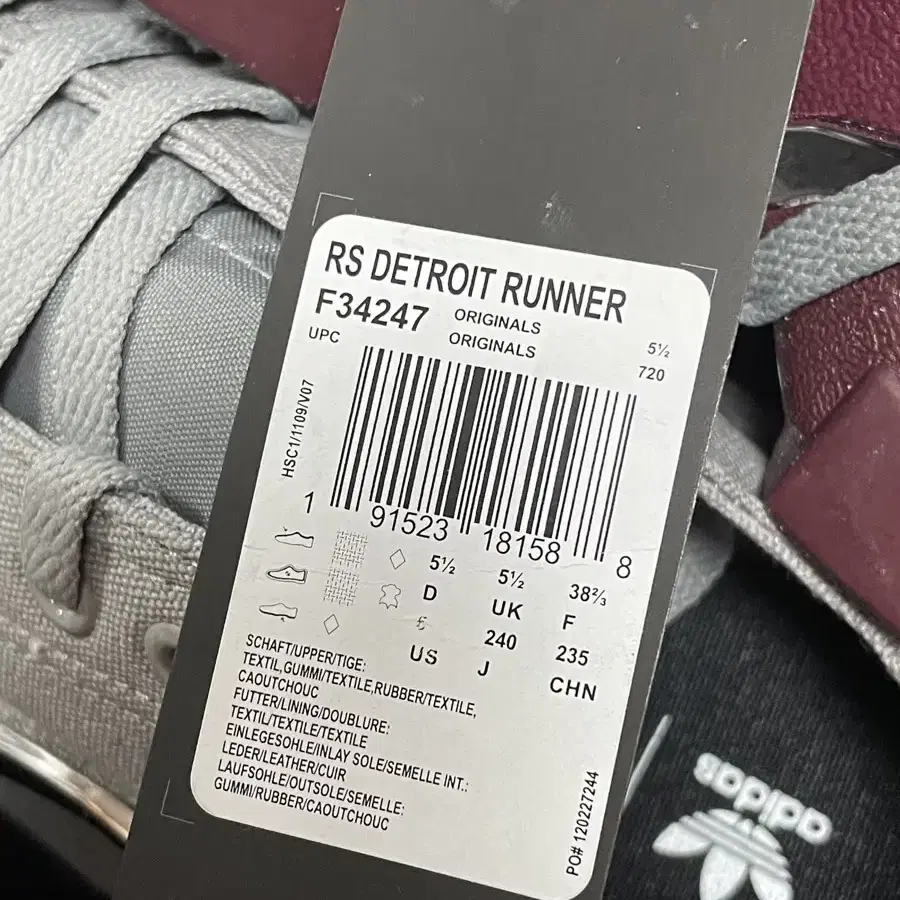 RS DETROIT RUNNER
F34247
ORIGINALS
ORIGINALS
UPC
5½
720
HSC1/1109/V07
1 91523 18158 8
5½ 5½ 38⅔
D UK F
240 235
US J CHN
SCHAFT/UPPER/TIGE:
TEXTIL,GUMMI/TEXTILE,RUBBER/TEXTILE,
CAOUTCHOUC
FUTTER/LINING/DOUBLURE:
TEXTIL/TEXTILE/TEXTILE
EINLEGESOHLE/INLAY SOLE/SEMELLE INT.:
LEDER/LEATHER/CUIR
LAUFSOHLE/OUTSOLE/SEMELLE:
GUMMI/RUBBER/CAOUTCHOUC
PO# 120227244
adidas